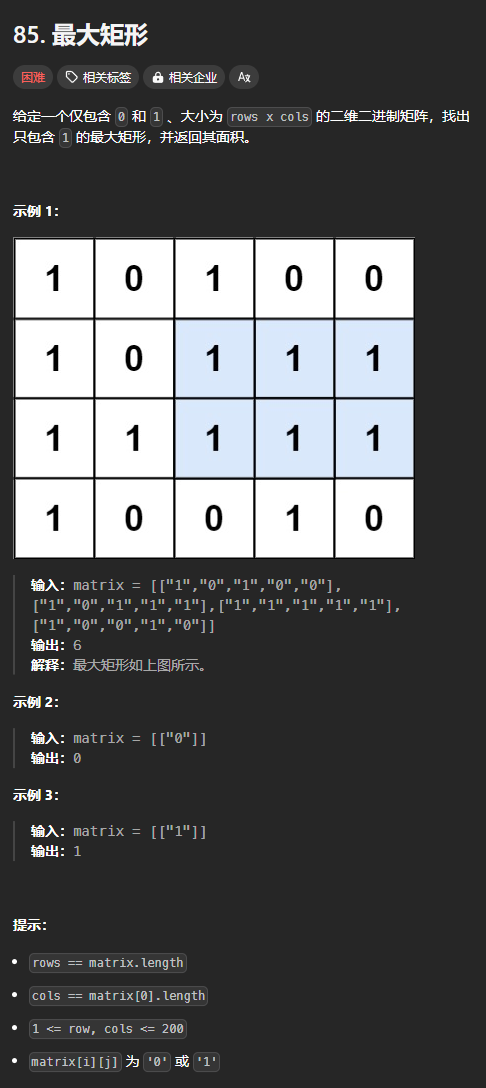 85. 最大矩形
困难 相关标签 相关企业 A文
给定一个仅包含 0 和 1 、大小为 rows x cols 的二维二进制矩阵，找出
只包含 1 的最大矩形，并返回其面积。
示例 1：
1 0 1 0 0
1 0 1 1 1
1 1 1 1 1
1 0 0 1 0
输入：matrix = [["1","0","1","0","0"],
["1","0","1","1","1"],["1","1","1","1","1"],
["1","0","0","1","0"]]
输出：6
解释：最大矩形如上图所示。
示例 2：
输入：matrix = [["0"]]
输出：0
示例 3：
输入：matrix = [["1"]]
输出：1
提示：
rows == matrix.length
cols == matrix[0].length
1 <= row, cols <= 200
matrix[i][j] 为 '0' 或 '1'